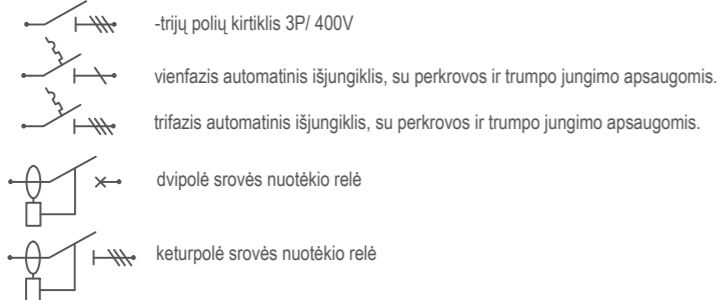 -trijų polių kirtiklis 3P/ 400V
vienfazis automatinis išjungiklis, su perkrovos ir trumpo jungimo apsaugomis.
trifazis automatinis išjungiklis, su perkrovos ir trumpo jungimo apsaugomis.
dvipolė srovės nuotėkio relė
keturpolė srovės nuotėkio relė